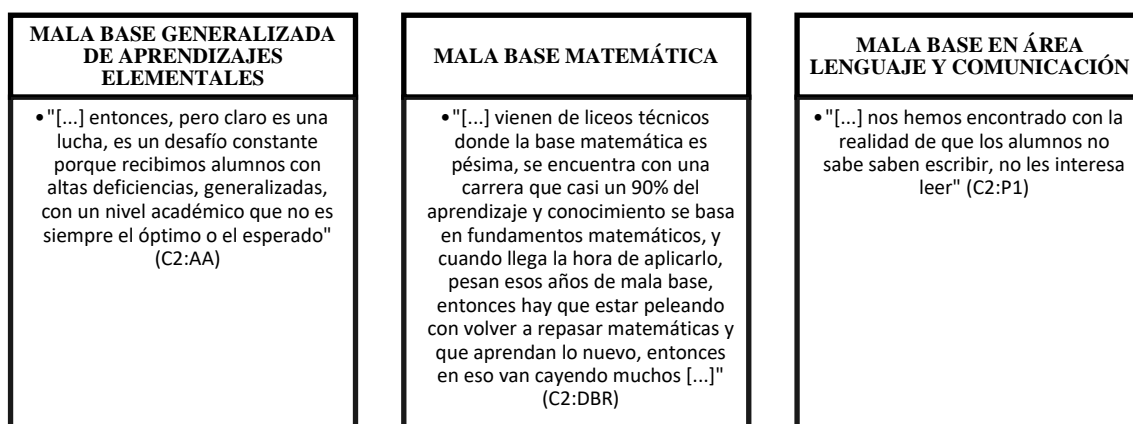 MALA BASE GENERALIZADA
DE APRENDIZAJES
ELEMENTALES
•"[...] entonces, pero claro es una
lucha, es un desafío constante
porque recibimos alumnos con
altas deficiencias, generalizadas,
con un nivel académico que no es
siempre el óptimo o el esperado"
(C2:AA)
MALA BASE MATEMÁTICA
•"[...] vienen de liceos técnicos
donde la base matemática es
pésima, se encuentra con una
carrera que casi un 90% del
aprendizaje y conocimiento se basa
en fundamentos matemáticos, y
cuando llega la hora de aplicarlo,
pesan esos años de mala base,
entonces hay que estar peleando
con volver a repasar matemáticas y
que aprendan lo nuevo, entonces
en eso van cayendo muchos [...]"
(C2:DBR)
MALA BASE EN ÁREA
LENGUAJE Y COMUNICACIÓN
•"[...] nos hemos encontrado con la
realidad de que los alumnos no
sabe saben escribir, no les interesa
leer" (C2:P1)